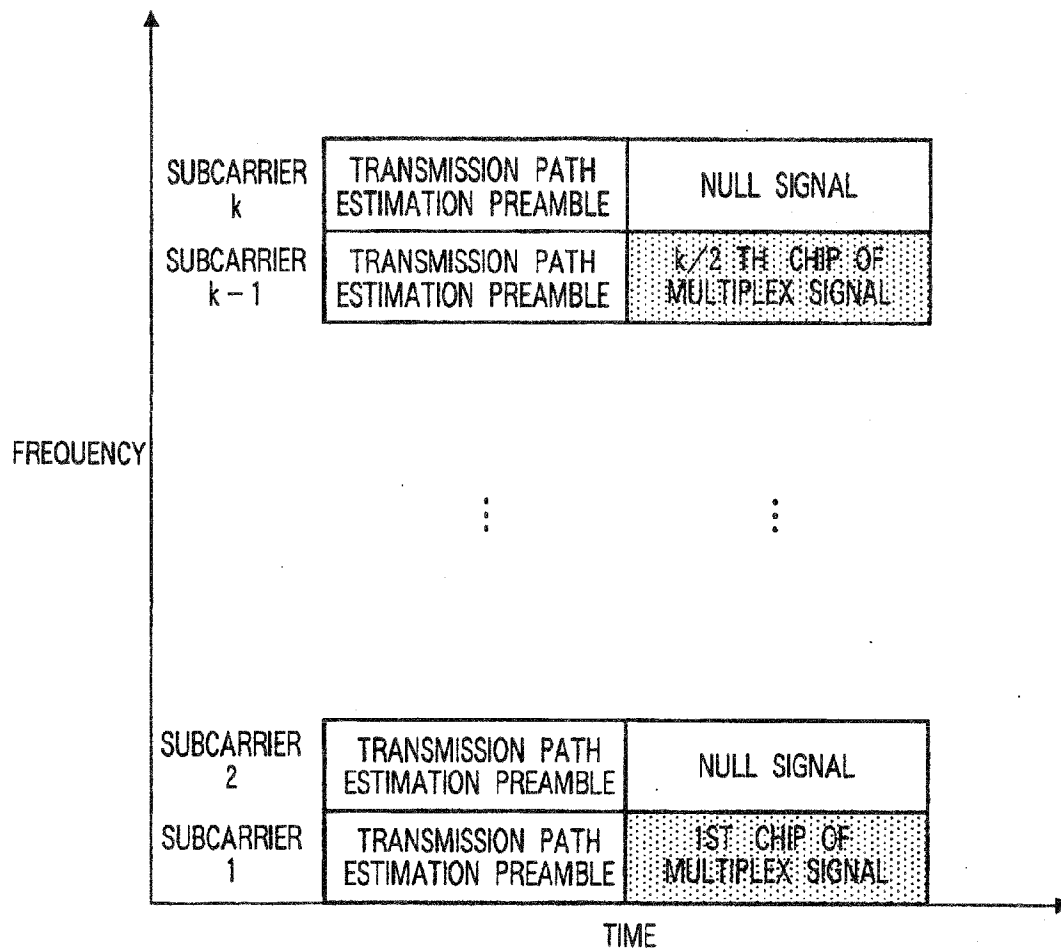 SUBCARRIER
k
TRANSMISSION PATH
ESTIMATION PREAMBLE
NULL SIGNAL
SUBCARRIER
k-1
TRANSMISSION PATH
ESTIMATION PREAMBLE
k/2 TH CHIP OF
MULTIPLEX SIGNAL
FREQUENCY
SUBCARRIER
2
TRANSMISSION PATH
ESTIMATION PREAMBLE
NULL SIGNAL
SUBCARRIER
1
TRANSMISSION PATH
ESTIMATION PREAMBLE
1ST CHIP OF
MULTIPLEX SIGNAL
TIME